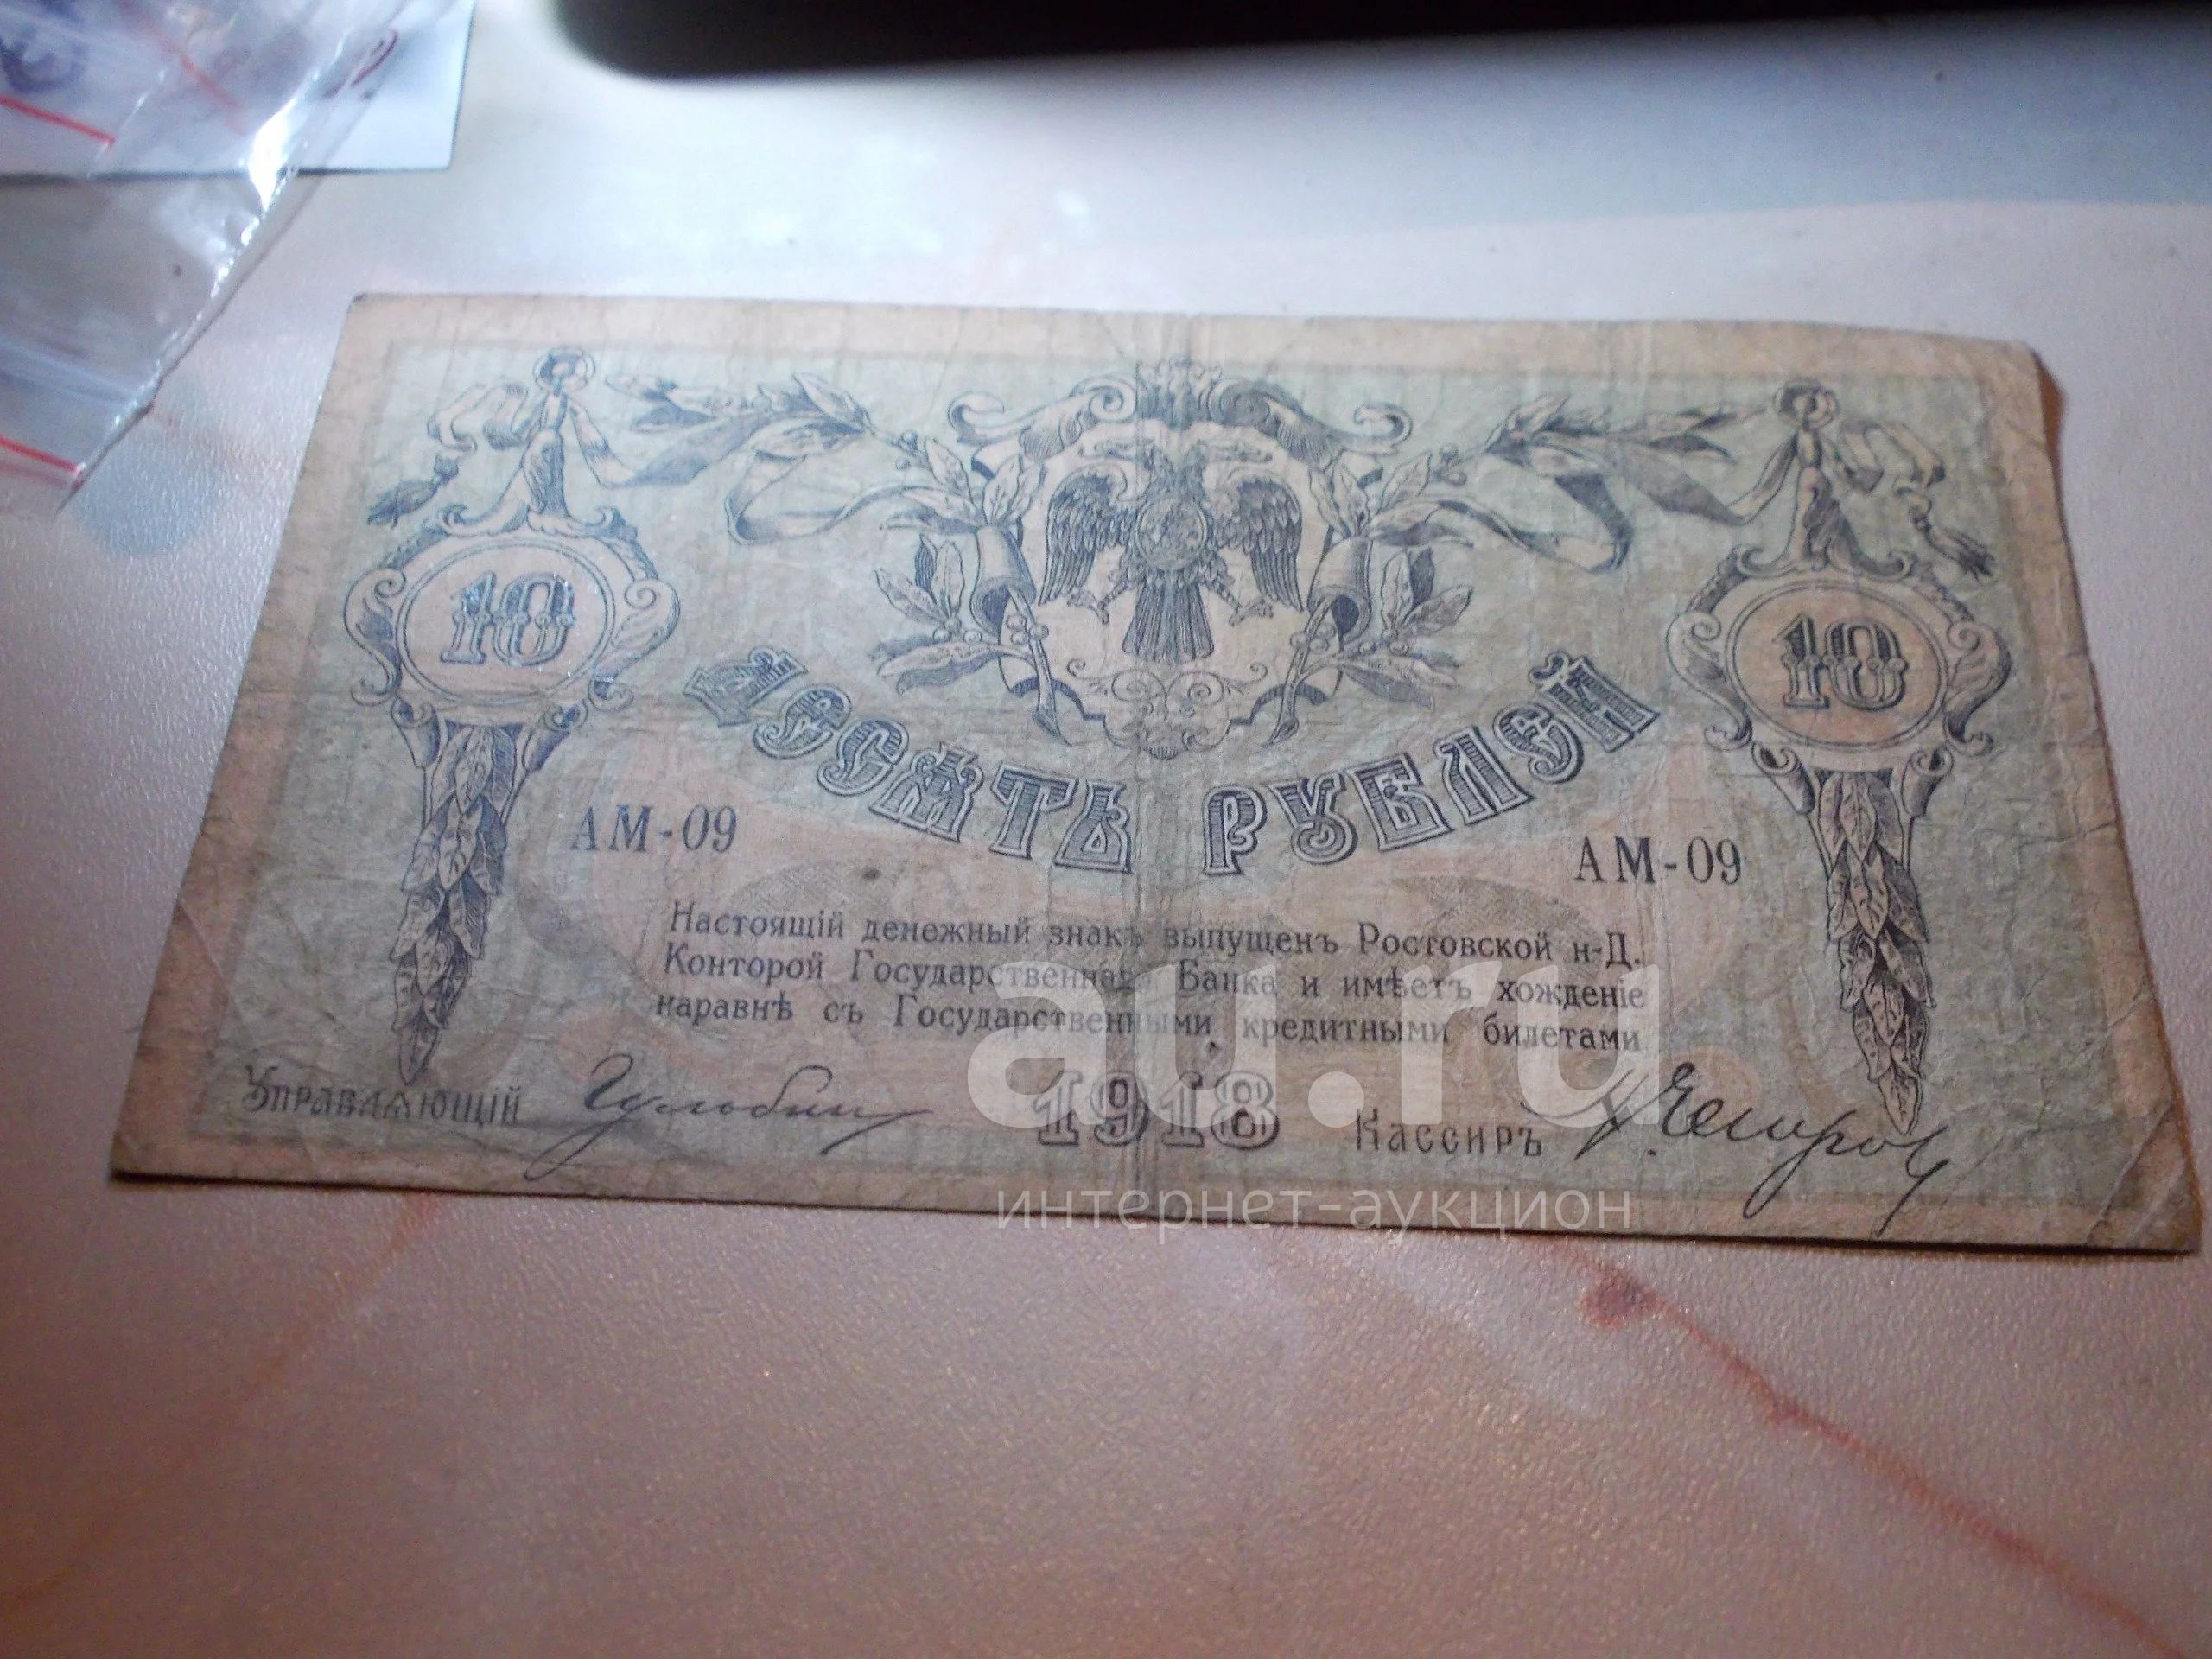 10
10
ДЕСЯТЬ РУБЛЕЙ
АМ-09
АМ-09
Настоящій денежный знакъ выпущенъ Ростовской н-Д.
Конторой Государственнаго Банка и имѣетъ хожденіе
наравнѣ съ Государственными кредитными билетами
Управляющій
1918
Кассиръ
au.ru
интернет-аукцион